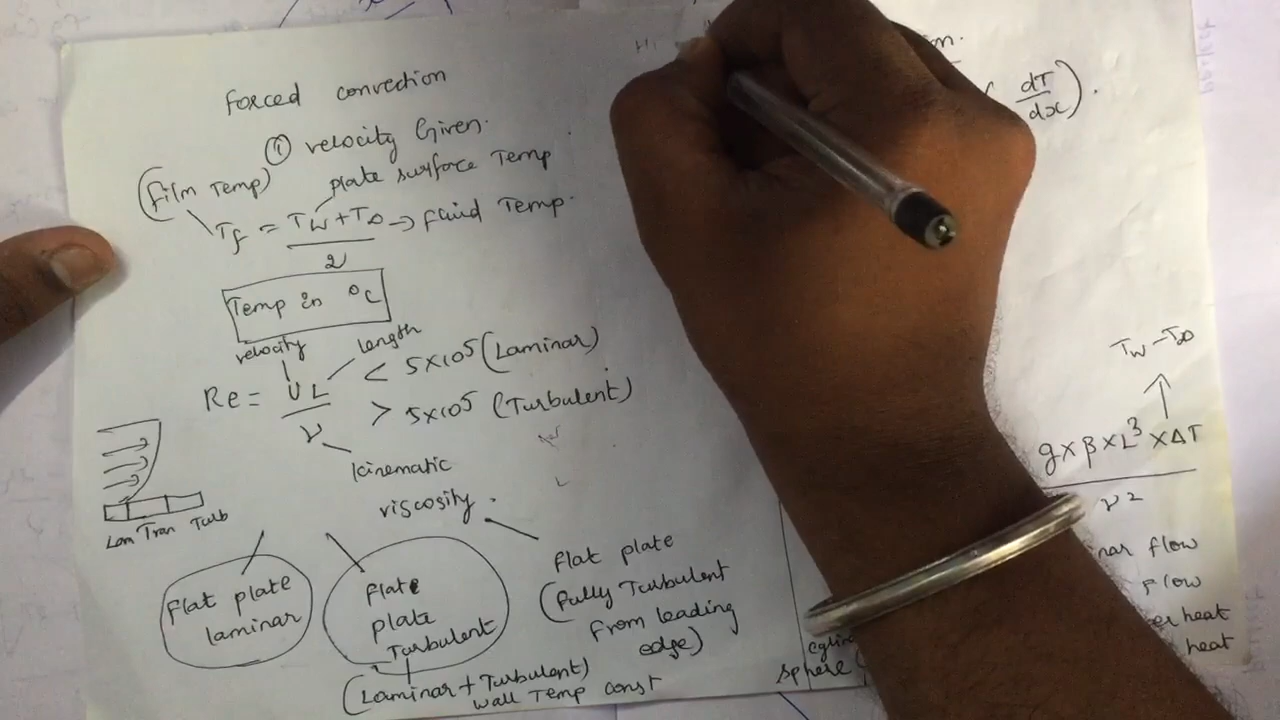 Forced convection
① velocity Given.
(Film Temp)
plate surface Temp
Tf = TW + T∞ → Fluid Temp.
2
Temp in °C
velocity
length
Re = UL
ν
< 5×105 (Laminar)
> 5×105 (Turbulent)
kinematic
viscosity.
Lam Tran Turb
Flat plate
laminar
Flate
plate
Turbulent
(Laminar + Turbulent)
wall Temp const
Flat plate
(Fully Turbulent
From leading
edge)
dT
dx
).
TW - T∞
g × β × L3 × ΔT
ν 2
flow
flow
heat
heat
sphere